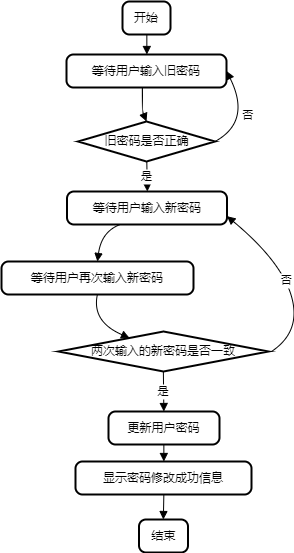 开始
等待用户输入旧密码
否
旧密码是否正确
是
等待用户输入新密码
等待用户再次输入新密码
否
两次输入的新密码是否一致
是
更新用户密码
显示密码修改成功信息
结束